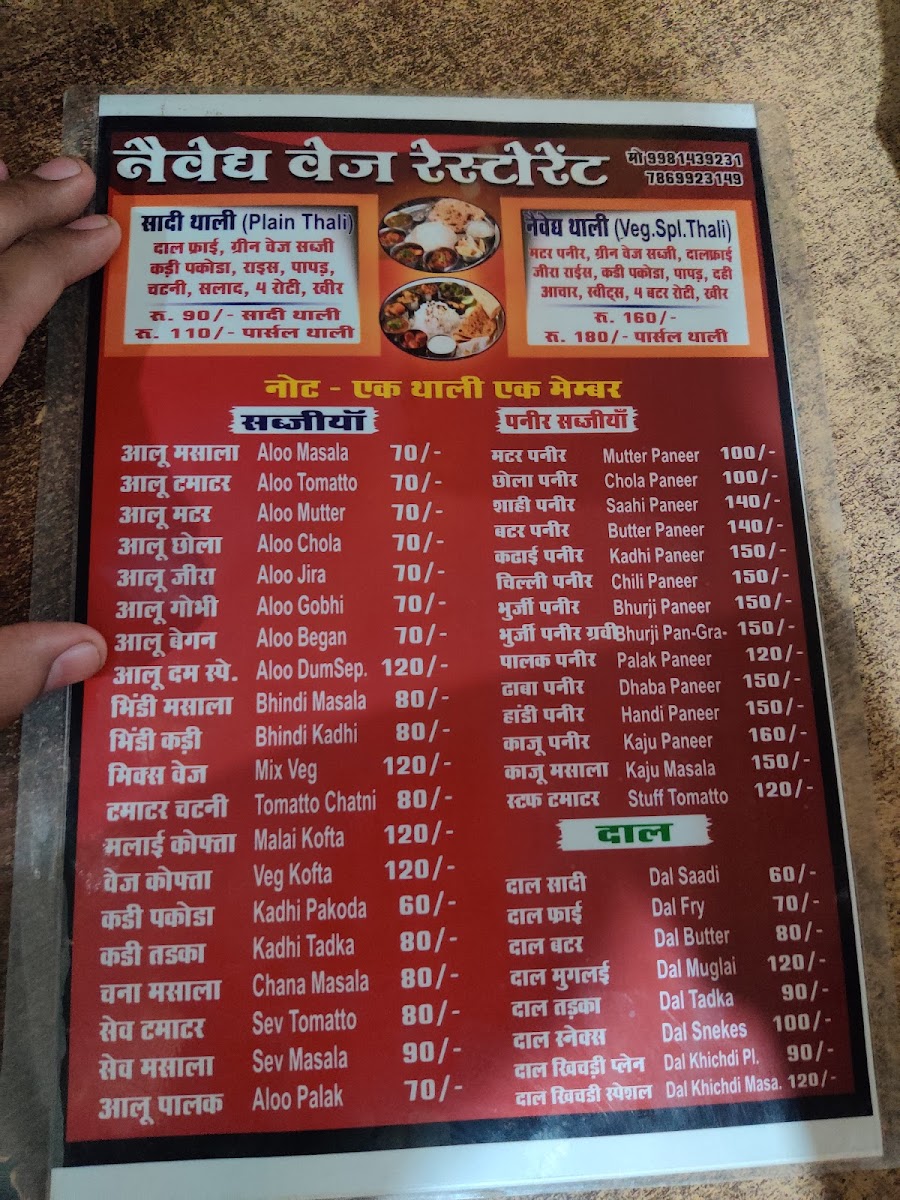 नैवेद्य वेज रेस्टोरेंट
मो 9981439231
7869923149
सादी थाली (Plain Thali)
दाल फ्राई, ग्रीन वेज सब्जी
कड़ी पकोडा, राइस, पापड़,
चटनी, सलाद, 4 रोटी, खीर
रू. 90/- सादी थाली
रू. 110/- पार्सल थाली
नैवेद्य थाली (Veg.Spl.Thali)
मटर पनीर, ग्रीन वेज सब्जी, दालफ्राई
जीरा राईस, कडी पकोडा, पापड़, दही
आचार, स्वीट्स, 4 बटर रोटी, खीर
रू. 160/-
रू. 180/- पार्सल थाली
नोट - एक थाली एक मेम्बर
सब्जीयाँ
आलू मसाला Aloo Masala 70/-
आलू टमाटर Aloo Tomatto 70/-
आलू मटर Aloo Mutter 70/-
आलू छोला Aloo Chola 70/-
आलू जीरा Aloo Jira 70/-
आलू गोभी Aloo Gobhi 70/-
आलू बेगन Aloo Began 70/-
आलू दम स्पे. Aloo DumSep. 120/-
भिंडी मसाला Bhindi Masala 80/-
भिंडी कड़ी Bhindi Kadhi 80/-
मिक्स वेज Mix Veg 120/-
टमाटर चटनी Tomatto Chatni 80/-
मलाई कोफ्ता Malai Kofta 120/-
वेज कोफ्ता Veg Kofta 120/-
कडी पकोडा Kadhi Pakoda 60/-
कडी तडका Kadhi Tadka 80/-
चना मसाला Chana Masala 80/-
सेव टमाटर Sev Tomatto 80/-
सेव मसाला Sev Masala 90/-
आलू पालक Aloo Palak 70/-
पनीर सब्जीयाँ
मटर पनीर Mutter Paneer 100/-
छोला पनीर Chola Paneer 100/-
शाही पनीर Saahi Paneer 140/-
बटर पनीर Butter Paneer 140/-
कढाई पनीर Kadhi Paneer 150/-
चिल्ली पनीर Chili Paneer 150/-
भुर्जी पनीर Bhurji Paneer 150/-
भुर्जी पनीर ग्रवी Bhurji Pan-Gra- 150/-
पालक पनीर Palak Paneer 120/-
ढाबा पनीर Dhaba Paneer 150/-
हांडी पनीर Handi Paneer 150/-
काजू पनीर Kaju Paneer 160/-
काजू मसाला Kaju Masala 150/-
स्टफ टमाटर Stuff Tomatto 120/-
दाल
दाल सादी Dal Saadi 60/-
दाल फ्राई Dal Fry 70/-
दाल बटर Dal Butter 80/-
दाल मुगलई Dal Muglai 120/-
दाल तड़का Dal Tadka 90/-
दाल स्नेक्स Dal Snekes 100/-
दाल खिचड़ी प्लेन Dal Khichdi Pl. 90/-
दाल खिचडी स्पेशल Dal Khichdi Masa. 120/-